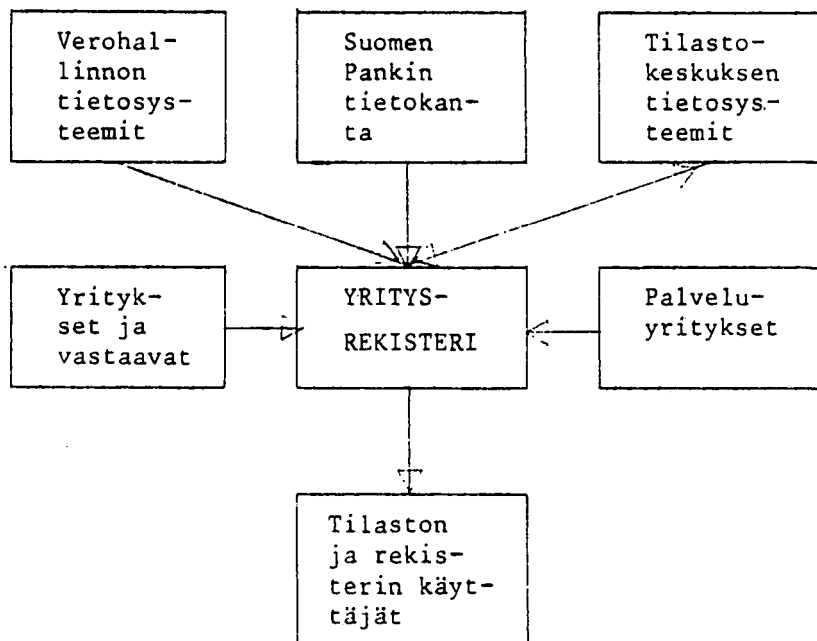 Verohal-
linnon
tietosys-
teemit
Suomen
Pankin
tietokan-
ta
Tilasto-
keskuksen
tietosys-
teemit
Yrityk-
set ja
vastaavat
YRITYS-
REKISTERI
Palvelu-
yritykset
Tilaston
ja rekis-
terin käyt-
täjät